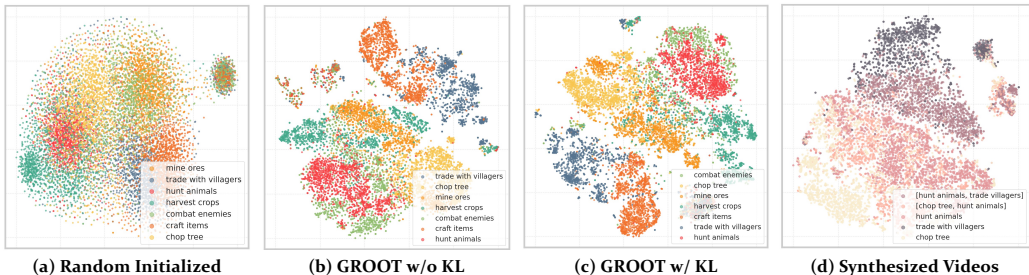 mine ores
trade with villagers
hunt animals
harvest crops
combat enemies
craft items
chop tree
(a) Random Initialized
trade with villagers
chop tree
mine ores
harvest crops
combat enemies
craft items
hunt animals
(b) GROOT w/o KL
combat enemies
chop tree
mine ores
harvest crops
craft items
trade with villagers
hunt animals
(c) GROOT w/ KL
[hunt animals, trade villagers]
[chop tree, hunt animals]
hunt animals
trade with villagers
chop tree
(d) Synthesized Videos